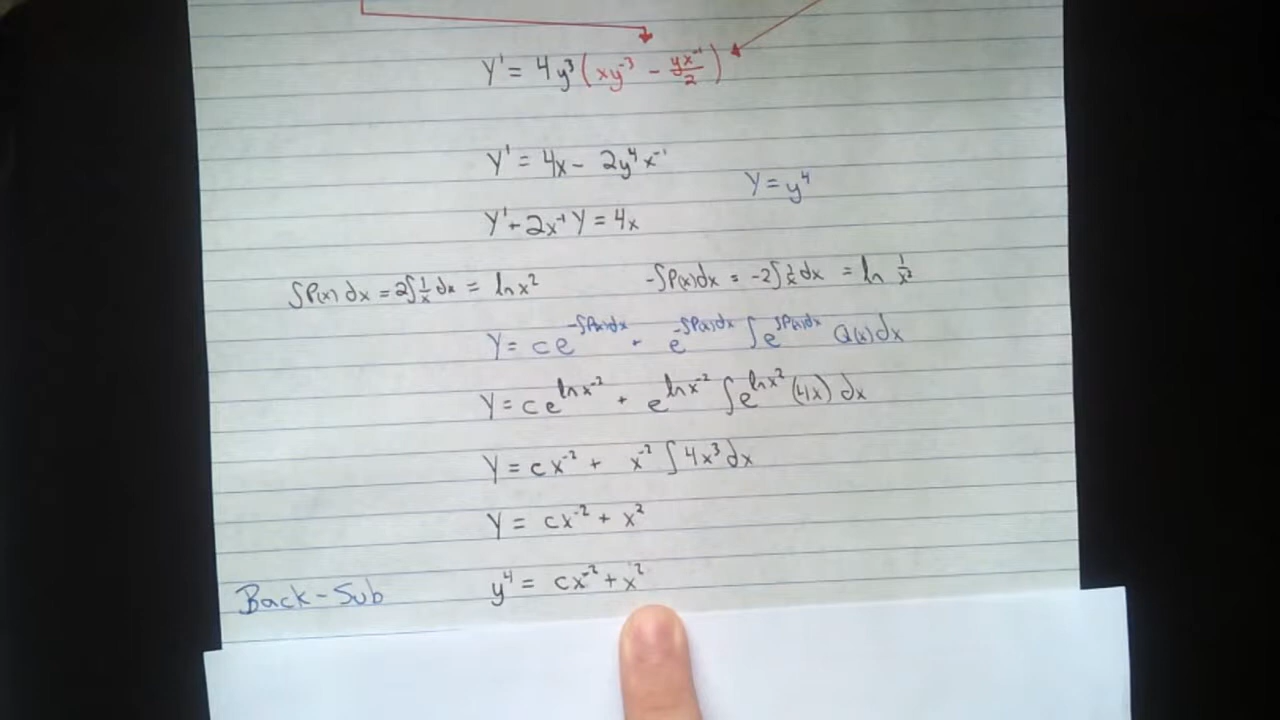 Y' = 4y³(xy⁻³ − yx⁻¹/2)
Y' = 4x − 2y⁴x⁻¹
Y = y⁴
Y' + 2x⁻¹Y = 4x
∫P(x)dx = 2∫1/x dx = ln x² −∫P(x)dx = −2∫1/x dx = ln 1/x²
Y = ce^(−∫P(x)dx) + e^(−∫P(x)dx) ∫e^(∫P(x)dx) Q(x)dx
Y = ce^(ln x⁻²) + e^(ln x⁻²) ∫e^(ln x²) (4x) dx
Y = cx⁻² + x⁻² ∫4x³dx
Y = cx⁻² + x²
Back-Sub y⁴ = cx⁻² + x²